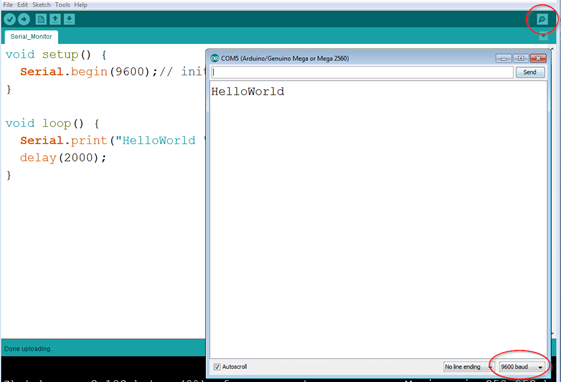 File Edit Sketch Tools Help
Serial_Monitor
void setup() {
Serial.begin(9600);// init
}
void loop() {
Serial.print("HelloWorld "
delay(2000);
}
COM5 (Arduino/Genuino Mega or Mega 2560)
Send
HelloWorld
Autoscroll
No line ending
9600 baud
Done uploading.